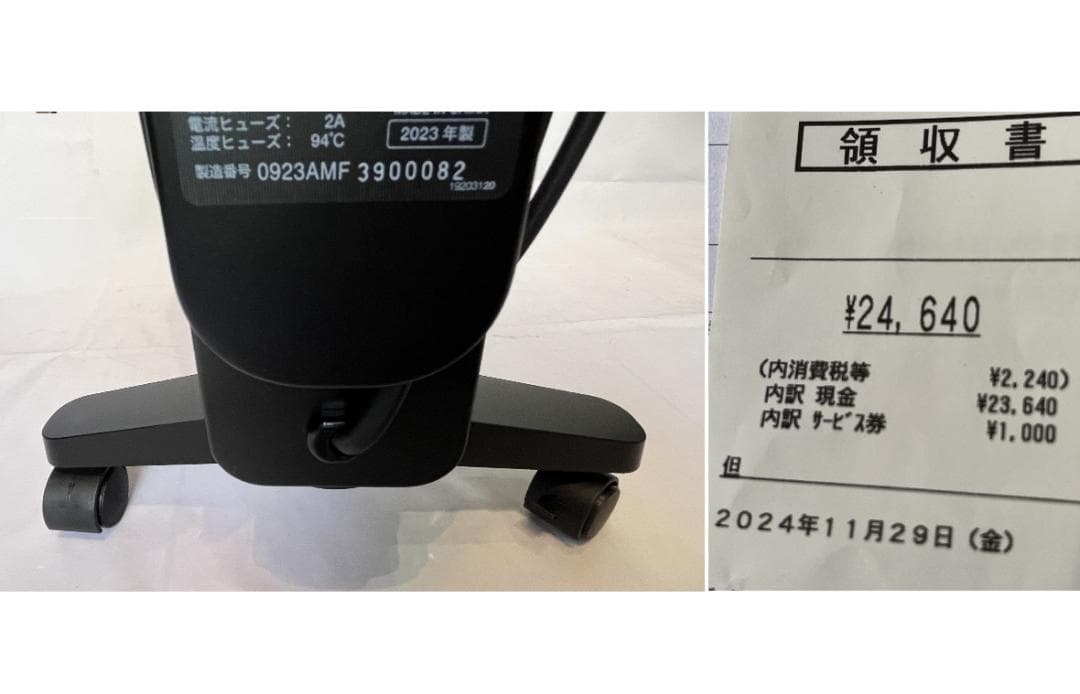 電流ヒューズ： 2A
温度ヒューズ： 94℃
2023年製
製造番号 0923AMF 3900082
19203120
領収書
¥24,640
(内消費税等 ¥2,240)
内訳 現金 ¥23,640
内訳 ｻｰﾋﾞｽ券 ¥1,000
但
2024年11月29日（金）